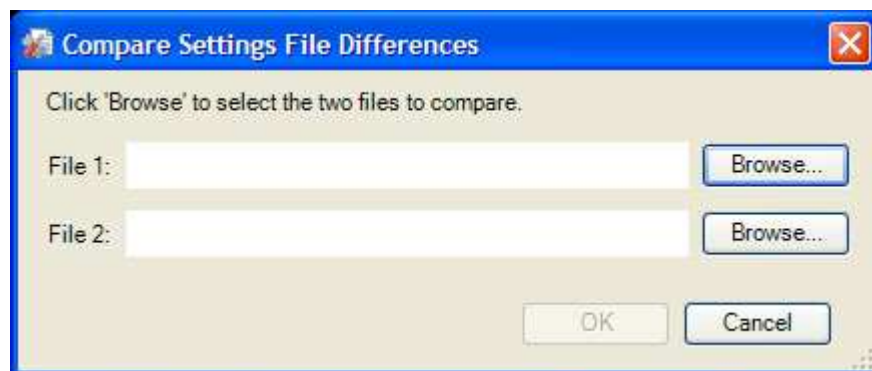 Compare Settings File Differences
Click 'Browse' to select the two files to compare.
File 1: Browse...
File 2: Browse...
OK Cancel